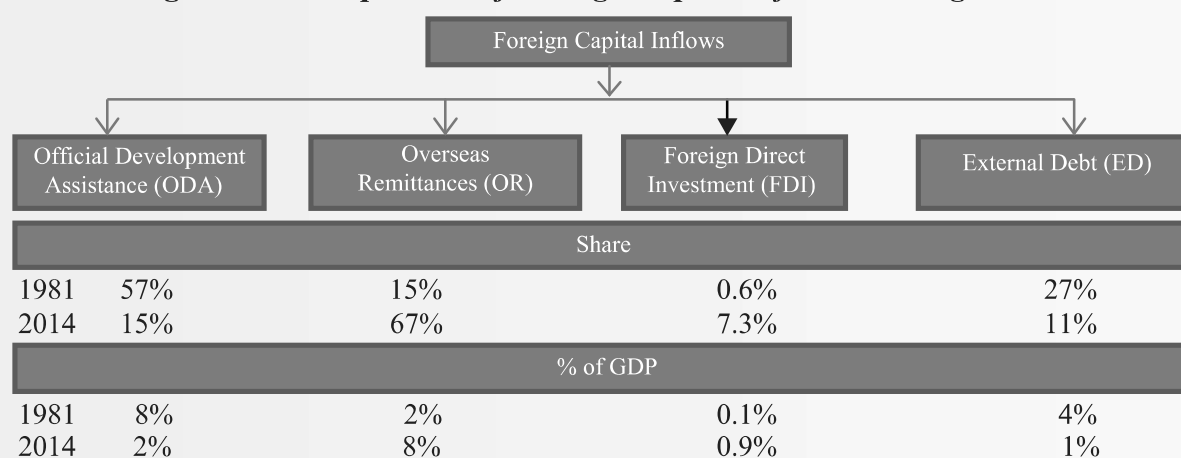 Foreign Capital Inflows
Official Development
Assistance (ODA)
Overseas
Remittances (OR)
Foreign Direct
Investment (FDI)
External Debt (ED)
Share
1981 57% 15% 0.6% 27%
2014 15% 67% 7.3% 11%
% of GDP
1981 8% 2% 0.1% 4%
2014 2% 8% 0.9% 1%